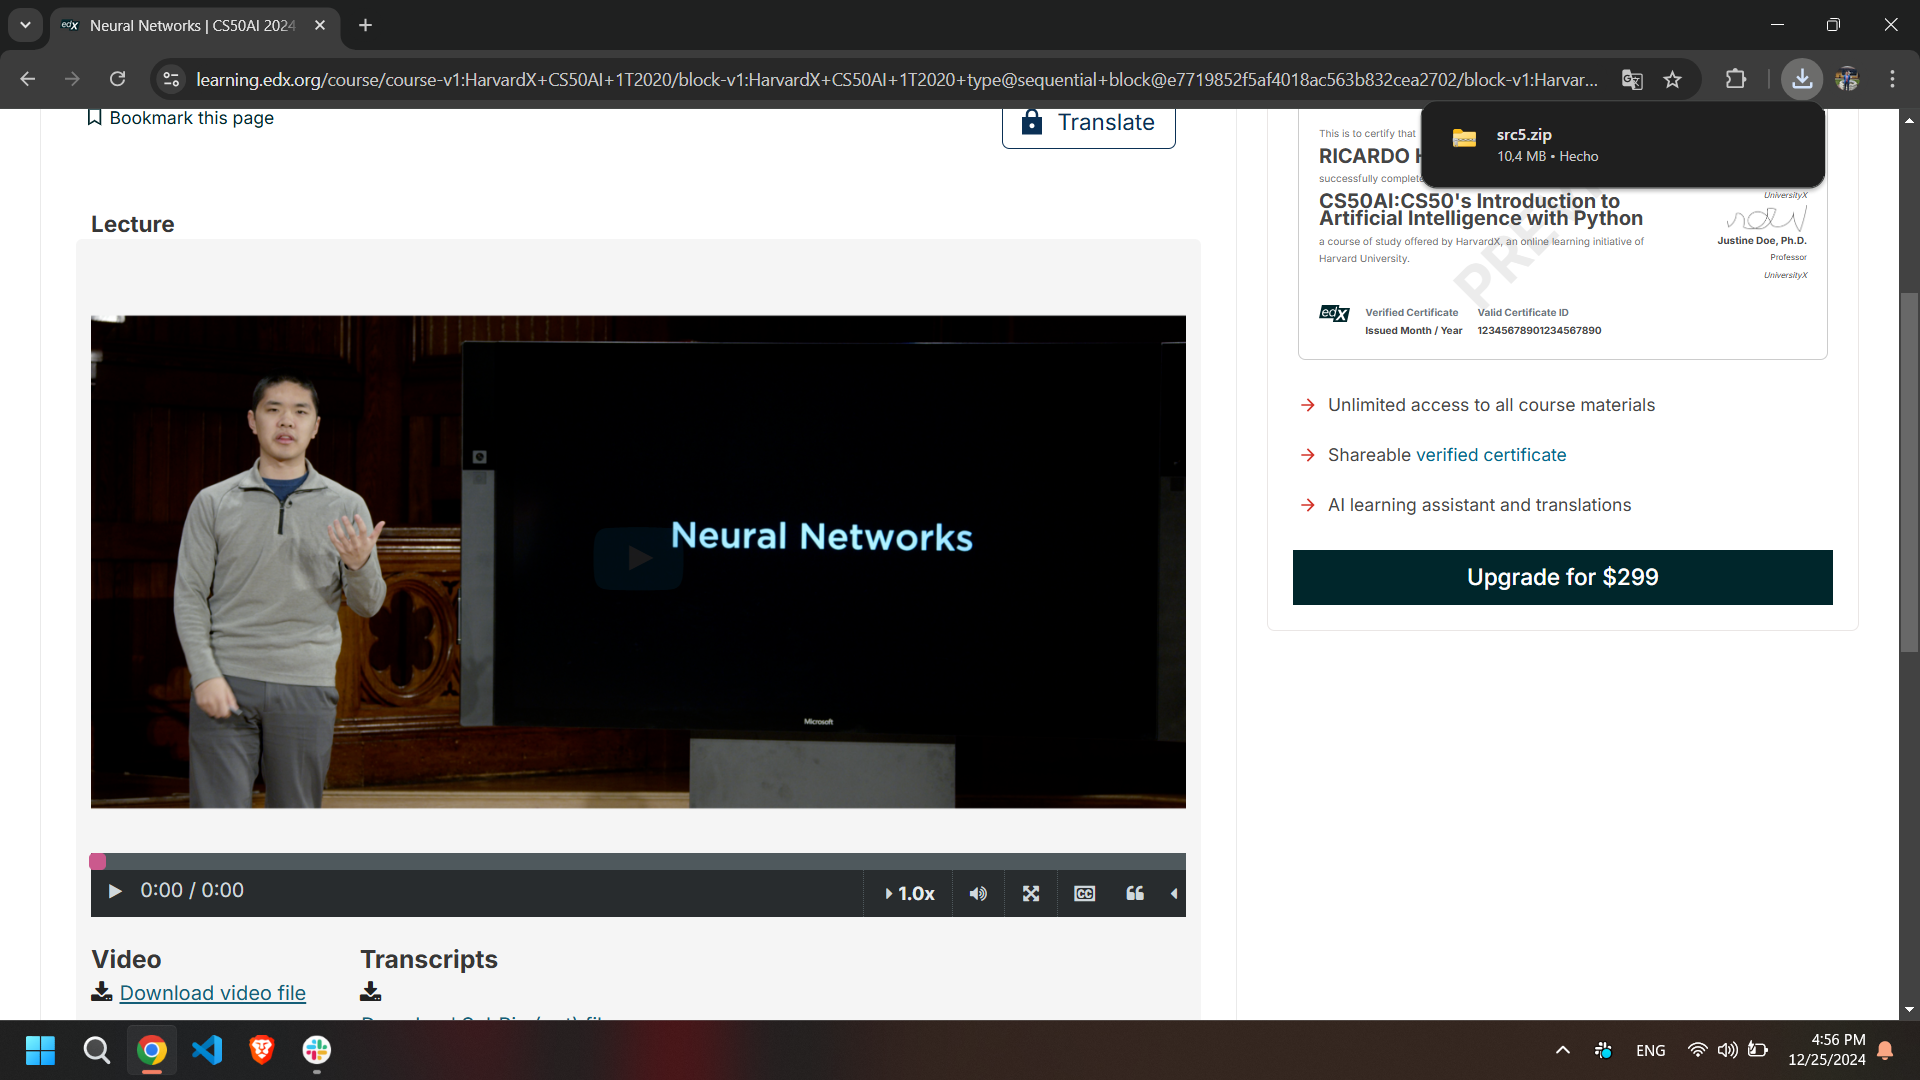 edX Neural Networks | CS50AI 2024
learning.edx.org/course/course-v1:HarvardX+CS50AI+1T2020/block-v1:HarvardX+CS50AI+1T2020+type@sequential+block@e7719852f5af4018ac563b832cea2702/block-v1:Harvar...
Bookmark this page
Translate
src5.zip
10,4 MB • Hecho
This is to certify that
RICARDO
successfully
UniversityX
CS50AI:CS50's Introduction to
Artificial Intelligence with Python
a course of study offered by HarvardX, an online learning initiative of
Harvard University.
Justine Doe, Ph.D.
Professor
UniversityX
edX
Verified Certificate
Issued Month / Year
Valid Certificate ID
12345678901234567890
Unlimited access to all course materials
Shareable verified certificate
AI learning assistant and translations
Upgrade for $299
Lecture
Neural Networks
Microsoft
0:00 / 0:00
1.0x
CC
Video
Download video file
Transcripts
ENG
4:56 PM
12/25/2024